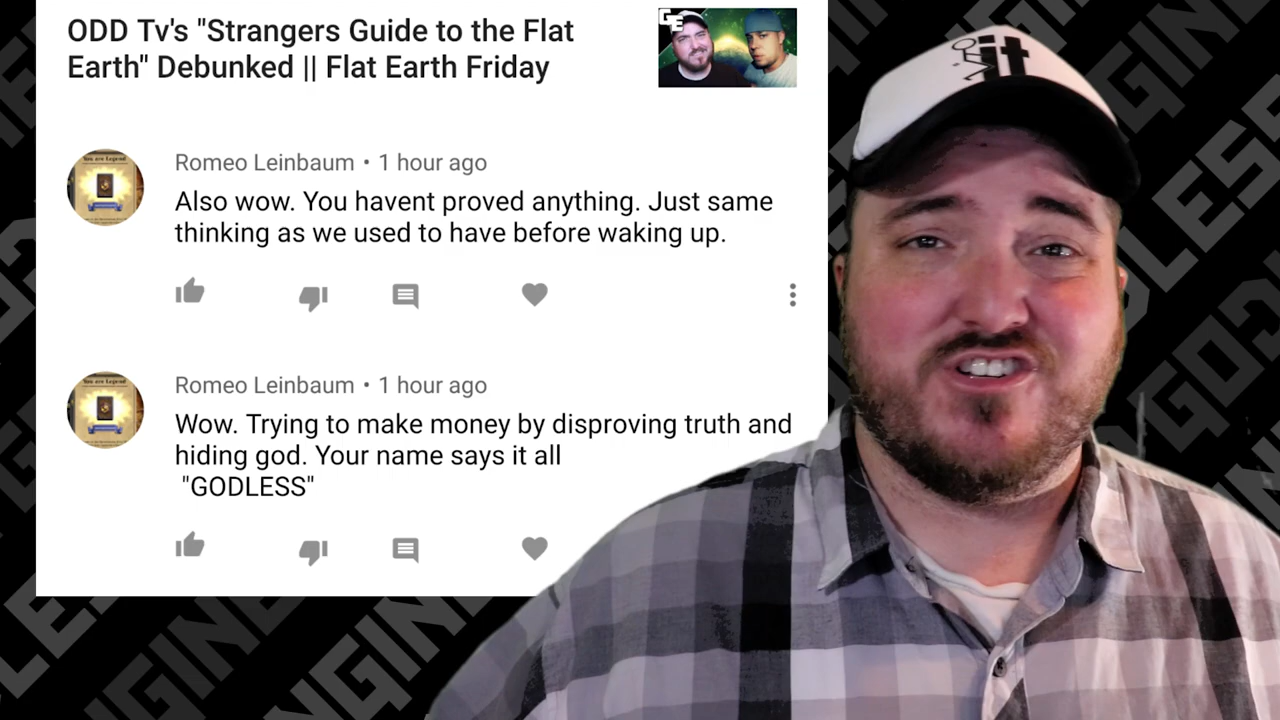 ODD Tv's "Strangers Guide to the Flat
Earth" Debunked || Flat Earth Friday
GE
Romeo Leinbaum • 1 hour ago
Also wow. You havent proved anything. Just same
thinking as we used to have before waking up.
Romeo Leinbaum • 1 hour ago
Wow. Trying to make money by disproving truth and
hiding god. Your name says it all
"GODLESS"
it